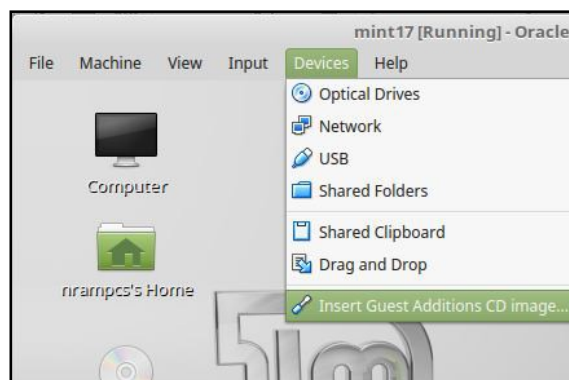 mint17 [Running] - Oracle
File Machine View Input Devices Help
Optical Drives
Network
USB
Shared Folders
Shared Clipboard
Drag and Drop
Insert Guest Additions CD image...
Computer
nrampcs's Home